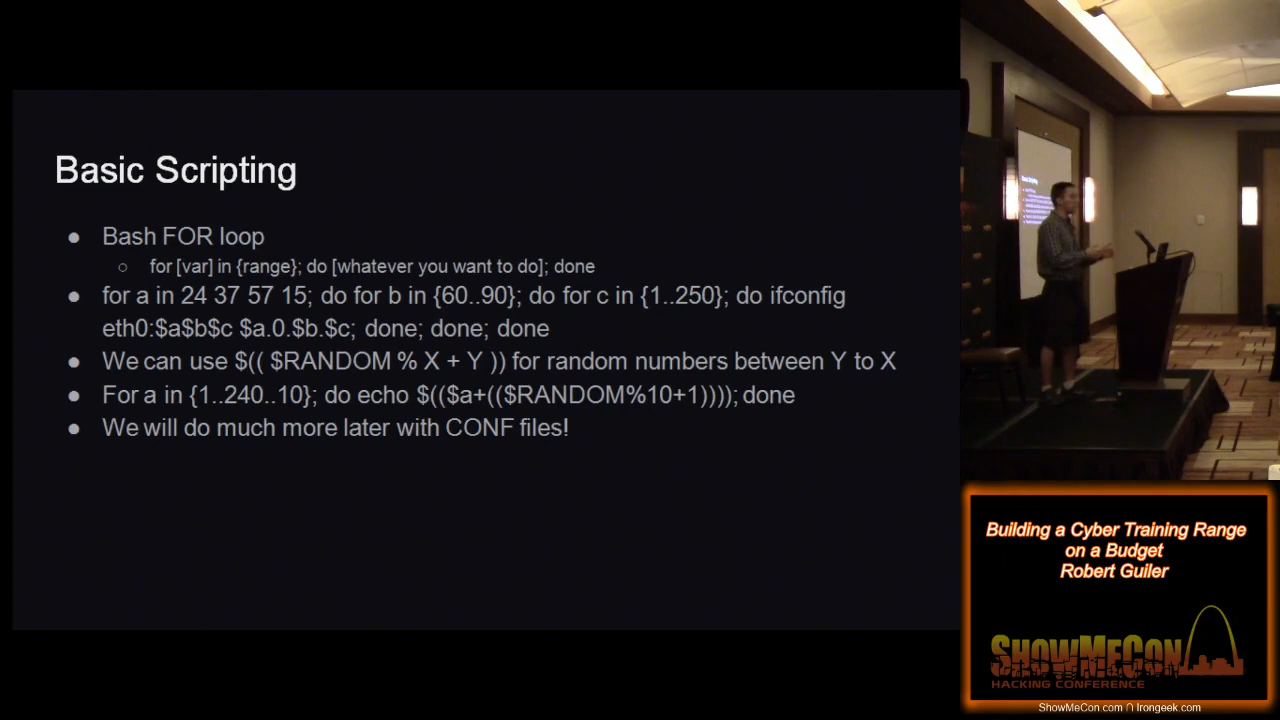 Basic Scripting
● Bash FOR loop
○ for [var] in {range}; do [whatever you want to do]; done
● for a in 24 37 57 15; do for b in {60..90}; do for c in {1..250}; do ifconfig
eth0:$a$b$c $a.0.$b.$c; done; done; done
● We can use $(( $RANDOM % X + Y )) for random numbers between Y to X
● For a in {1..240..10}; do echo $(($a+(($RANDOM%10+1)))); done
● We will do much more later with CONF files!
Building a Cyber Training Range
on a Budget
Robert Guiler
SHOWMECON
HACKING CONFERENCE
ShowMeCon.com ∩ Irongeek.com